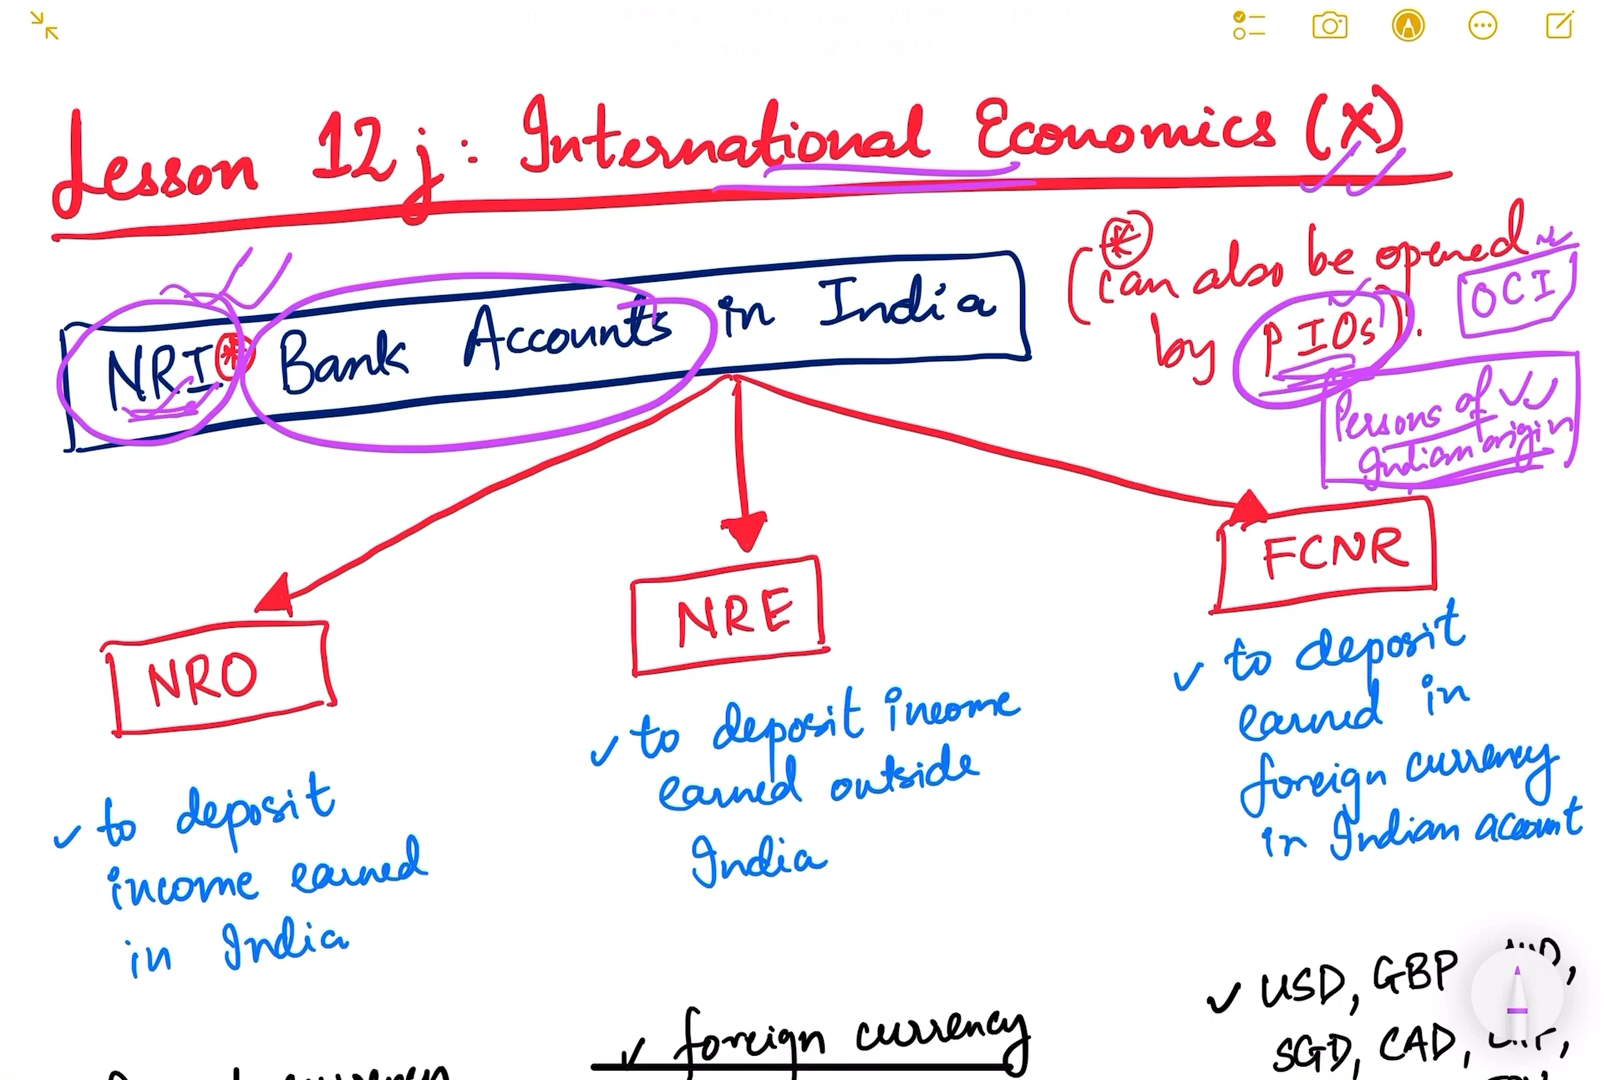 Lesson 12j: International Economics (X)
NRI* Bank Accounts in India
(* can also be opened
by PIOs).
OCI
Persons of
Indian origin
NRO
to deposit
income earned
in India
NRE
to deposit income
earned outside
India
foreign currency
FCNR
to deposit
earned in
foreign currency
in Indian account
USD, GBP
SGD, CAD,